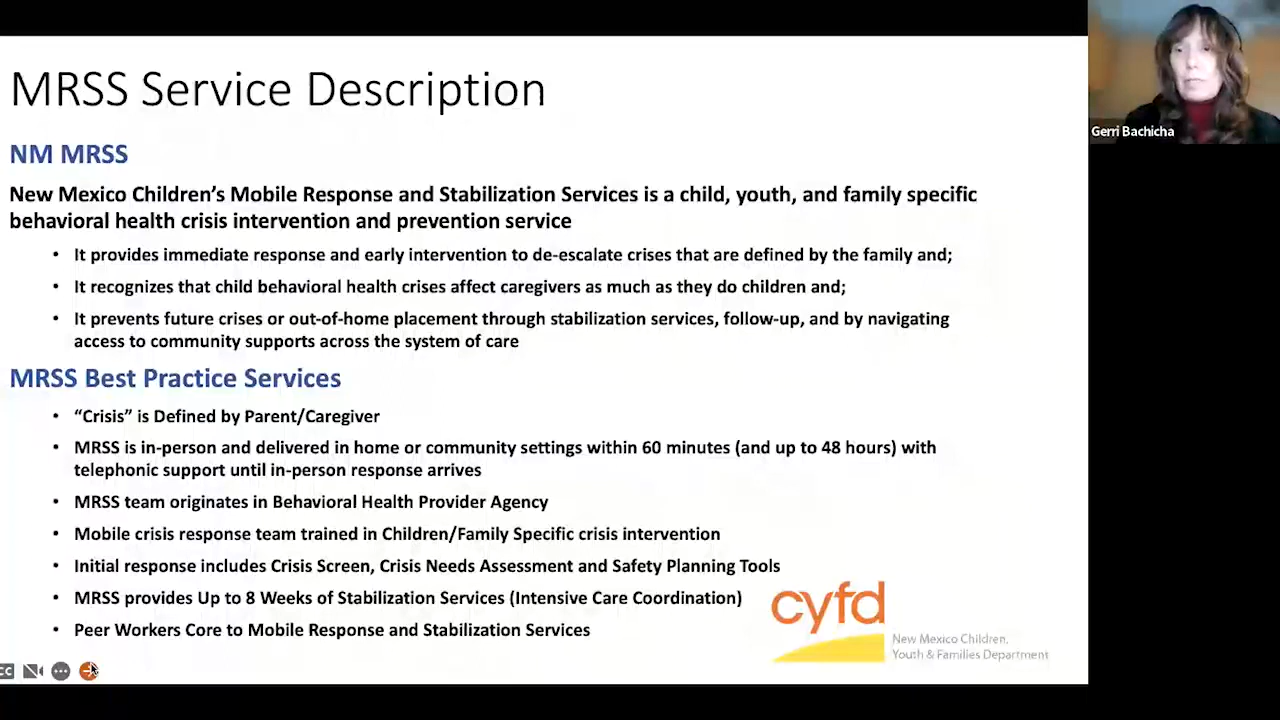 MRSS Service Description
Gerri Bachicha
NM MRSS
New Mexico Children’s Mobile Response and Stabilization Services is a child, youth, and family specific
behavioral health crisis intervention and prevention service
• It provides immediate response and early intervention to de-escalate crises that are defined by the family and;
• It recognizes that child behavioral health crises affect caregivers as much as they do children and;
• It prevents future crises or out-of-home placement through stabilization services, follow-up, and by navigating
access to community supports across the system of care
MRSS Best Practice Services
• “Crisis” is Defined by Parent/Caregiver
• MRSS is in-person and delivered in home or community settings within 60 minutes (and up to 48 hours) with
telephonic support until in-person response arrives
• MRSS team originates in Behavioral Health Provider Agency
• Mobile crisis response team trained in Children/Family Specific crisis intervention
• Initial response includes Crisis Screen, Crisis Needs Assessment and Safety Planning Tools
• MRSS provides Up to 8 Weeks of Stabilization Services (Intensive Care Coordination)
• Peer Workers Core to Mobile Response and Stabilization Services
cyfd
New Mexico Children,
Youth & Families Department
CC